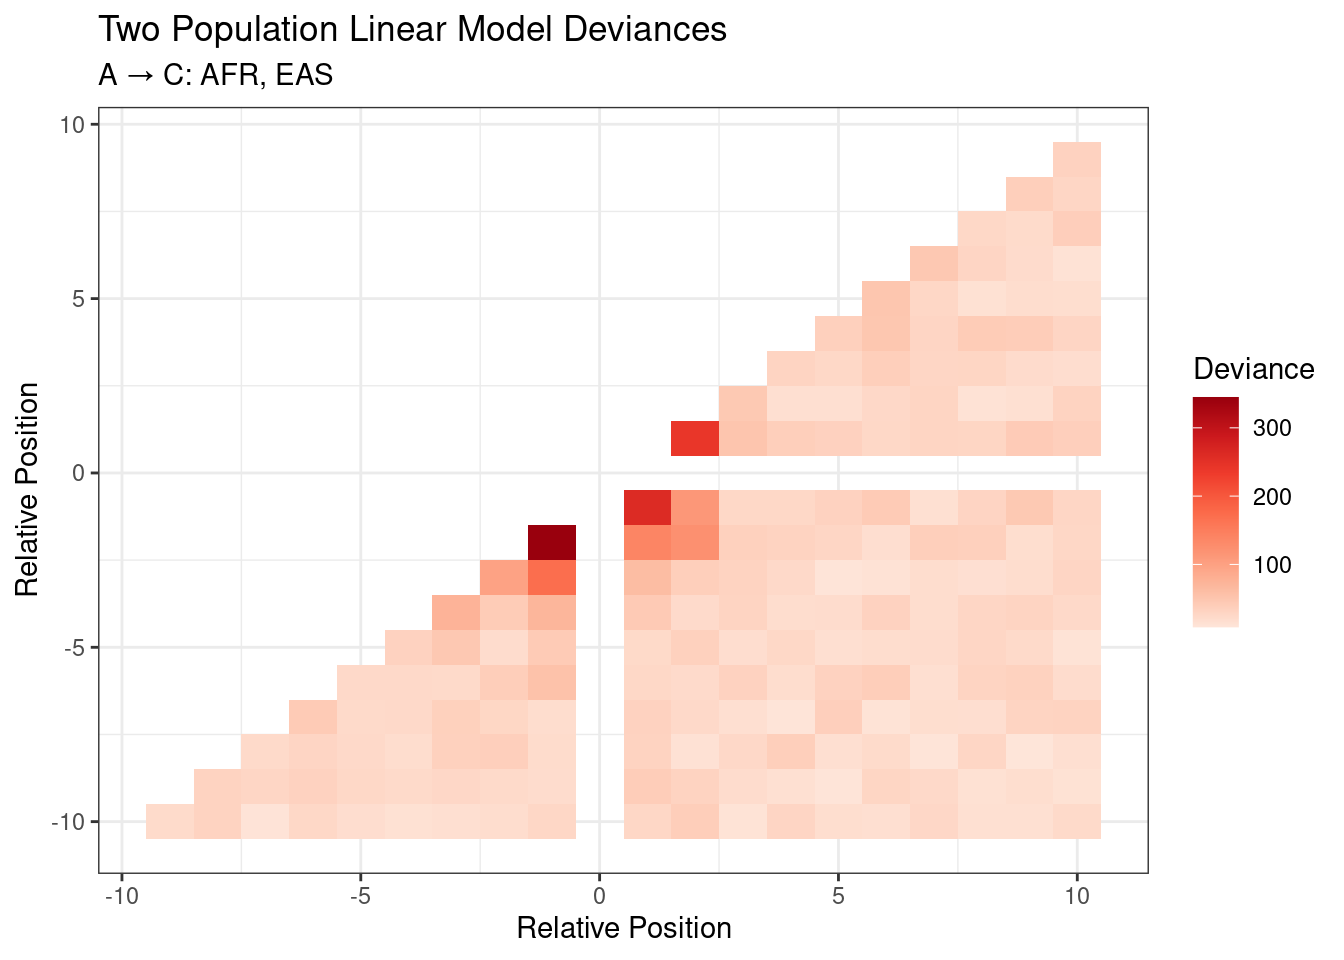 Two Population Linear Model Deviances
A → C: AFR, EAS
10
5
0
-5
-10
Relative Position
-10
-5
0
5
10
Relative Position
Deviance
300
200
100